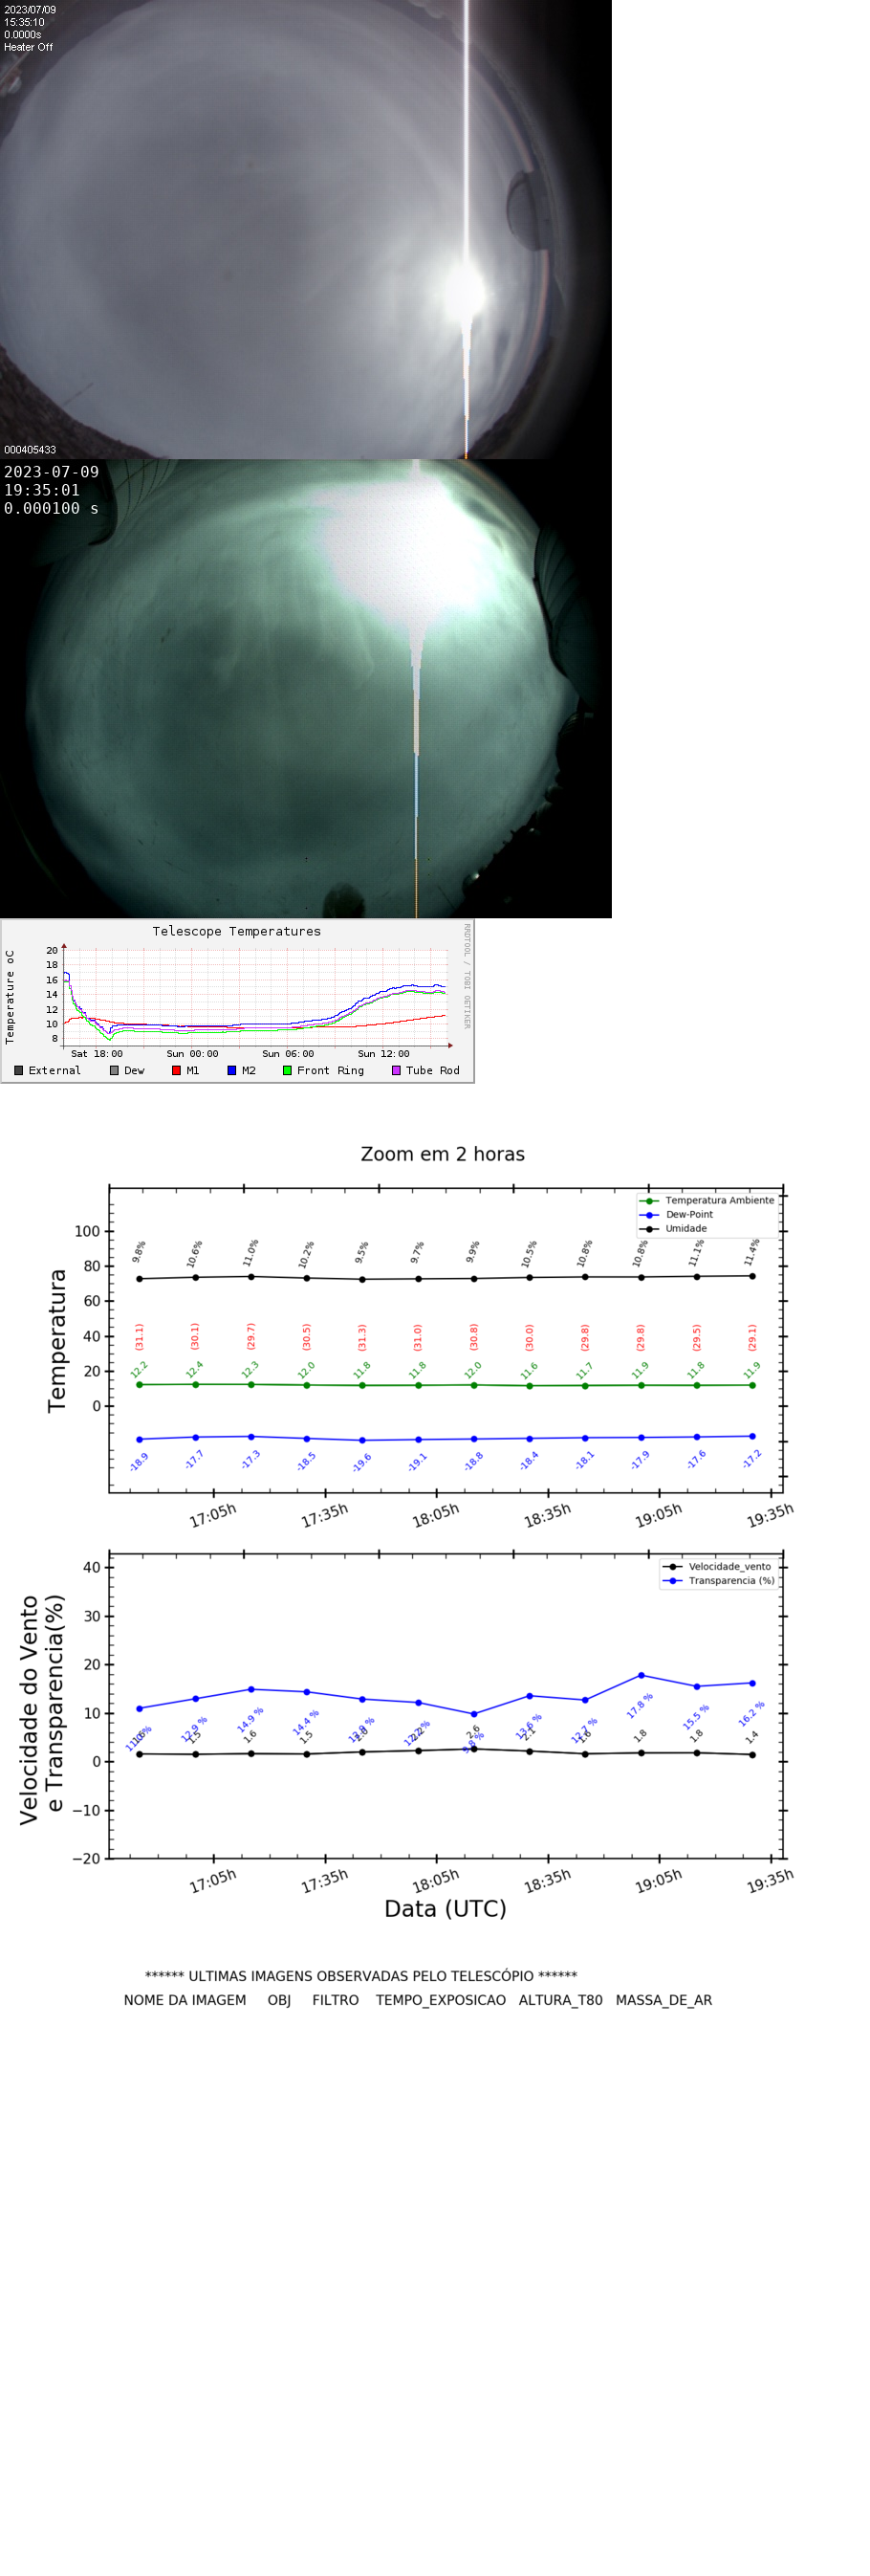 2023/07/09
15:35:10
0.0000s
Heater Off
000405433
2023-07-09
19:35:01
0.000100 s
Telescope Temperatures
RRDTOOL / TOBI OETIKER
Temperature oC
20
18
16
14
12
10
8
Sat 18:00 Sun 00:00 Sun 06:00 Sun 12:00
External Dew M1 M2 Front Ring Tube Rod
Zoom em 2 horas
Temperatura Ambiente
Dew-Point
Umidade
Temperatura
100
80
60
40
20
0
9.8% 10.6% 11.0% 10.2% 9.5% 9.7% 9.9% 10.5% 10.8% 10.8% 11.1% 11.4%
(31.1) (30.1) (29.7) (30.5) (31.3) (31.0) (30.8) (30.0) (29.8) (29.8) (29.5) (29.1)
12.2 12.4 12.3 12.0 11.8 11.8 12.0 11.6 11.7 11.9 11.8 11.9
-18.9 -17.7 -17.3 -18.5 -19.6 -19.1 -18.8 -18.4 -18.1 -17.9 -17.6 -17.2
17:05h 17:35h 18:05h 18:35h 19:05h 19:35h
Velocidade_vento
Transparencia (%)
Velocidade do Vento
e Transparencia(%)
40
30
20
10
0
−10
−20
12.9 % 14.9 % 14.4 % 17.8 % 15.5 % 16.2 %
1.5 1.6 1.5 2.6 2.1 1.8 1.8 1.4
17:05h 17:35h 18:05h 18:35h 19:05h 19:35h
Data (UTC)
****** ULTIMAS IMAGENS OBSERVADAS PELO TELESCÓPIO ******
NOME DA IMAGEM OBJ FILTRO TEMPO_EXPOSICAO ALTURA_T80 MASSA_DE_AR